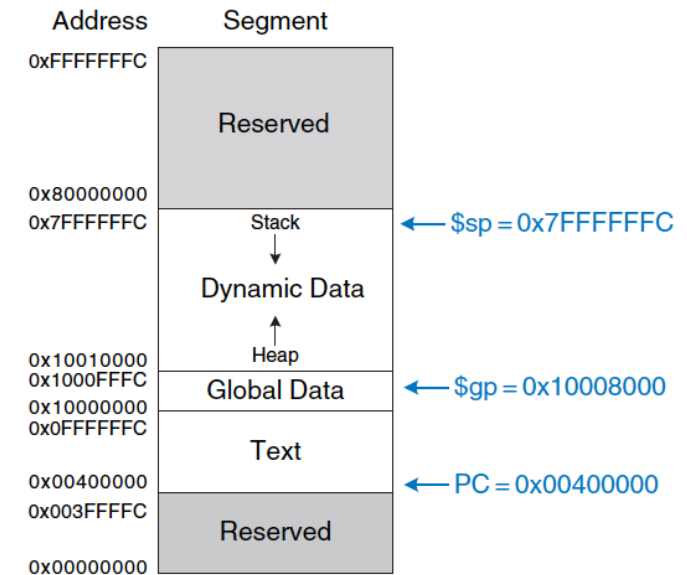 Address Segment
0xFFFFFFFC
Reserved
0x80000000
0x7FFFFFFC Stack $sp = 0x7FFFFFFC
Dynamic Data
0x10010000 Heap
0x1000FFFC
Global Data $gp = 0x10008000
0x10000000
0x0FFFFFFC
Text
0x00400000 PC = 0x00400000
0x003FFFFC
Reserved
0x00000000